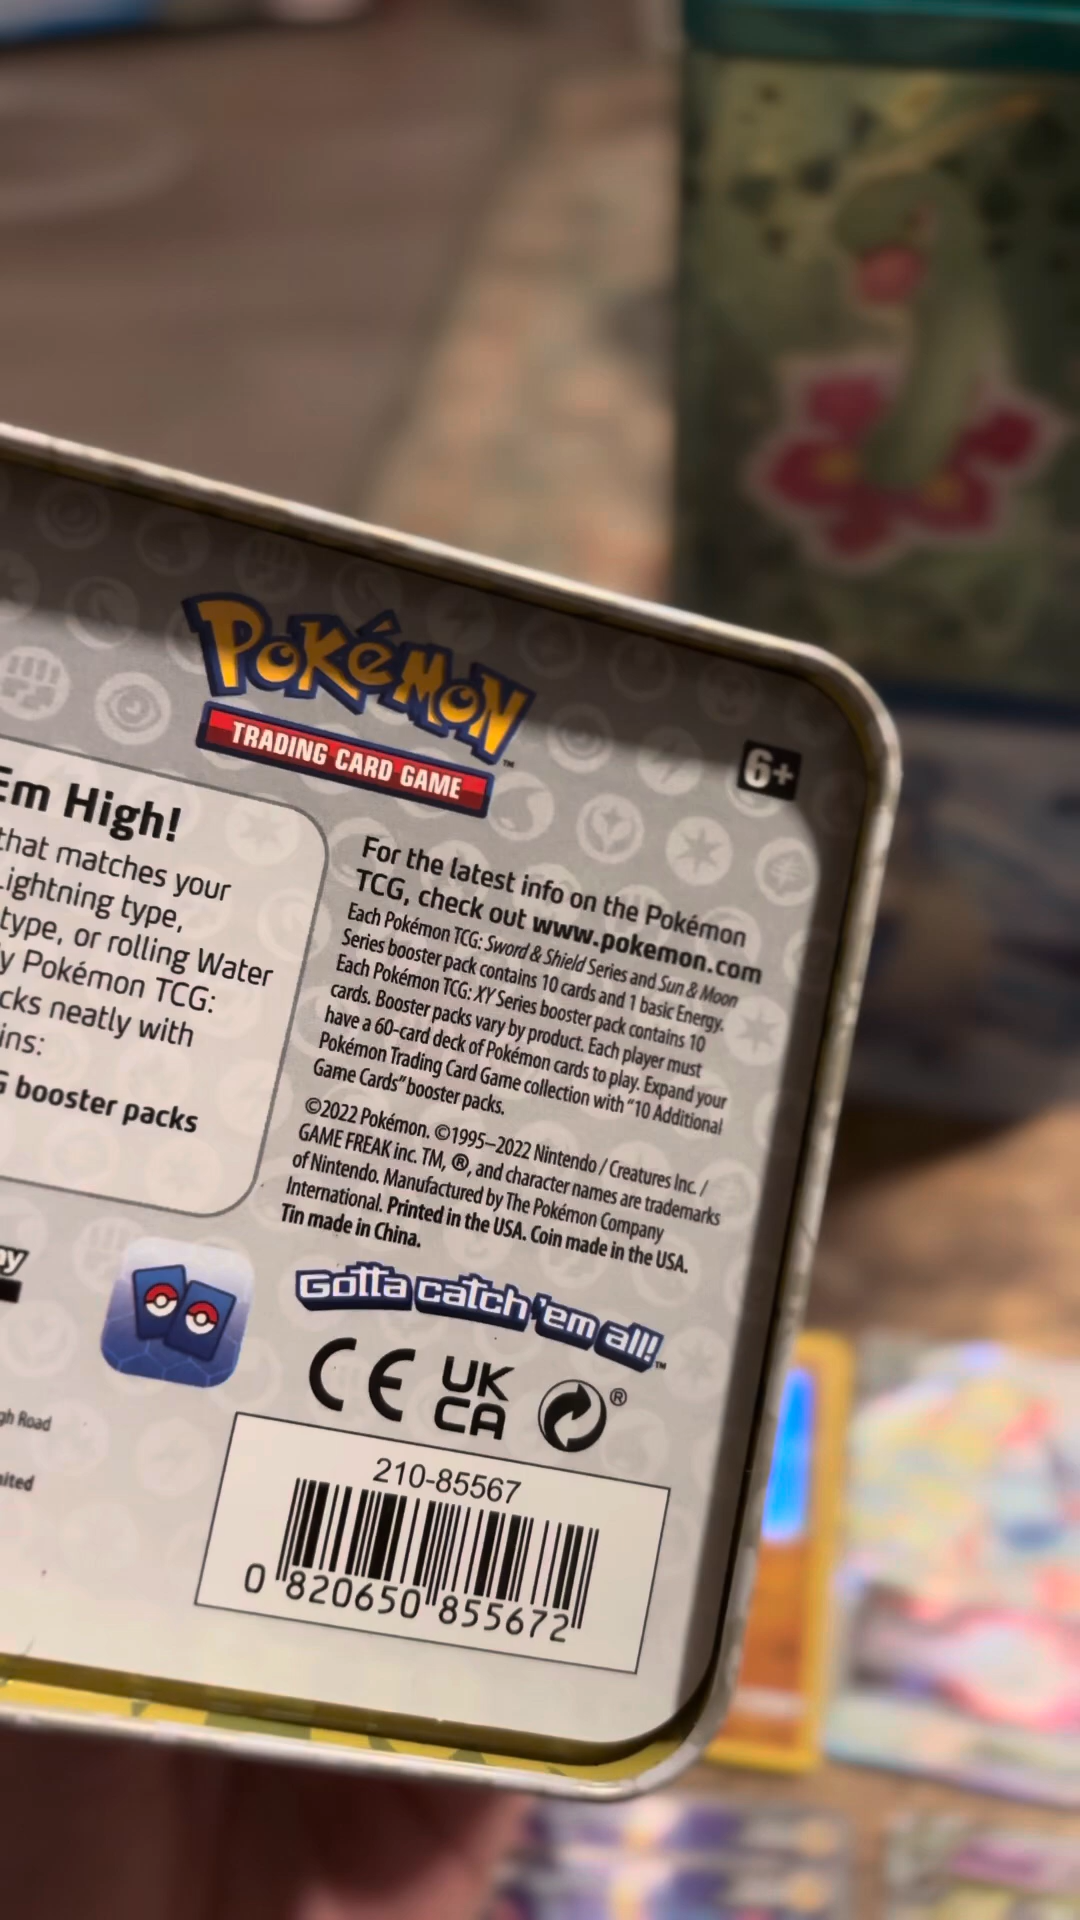 POKéMON™
TRADING CARD GAME
6+
Em High!
that matches your
Lightning type,
type, or rolling Water
y Pokémon TCG:
cks neatly with
ins:
G booster packs
For the latest info on the Pokémon
TCG, check out www.pokemon.com
Each Pokémon TCG: Sword & Shield Series and Sun & Moon
Series booster pack contains 10 cards and 1 basic Energy.
Each Pokémon TCG: XY Series booster pack contains 10
cards. Booster packs vary by product. Each player must
have a 60-card deck of Pokémon cards to play. Expand your
Pokémon Trading Card Game collection with “10 Additional
Game Cards” booster packs.
©2022 Pokémon. ©1995–2022 Nintendo / Creatures Inc. /
GAME FREAK inc. TM, ®, and character names are trademarks
of Nintendo. Manufactured by The Pokémon Company
International. Printed in the USA. Coin made in the USA.
Tin made in China.
Gotta catch 'em all!™
CE UK CA ®
gh Road
ited
210-85567
0 820650 855672